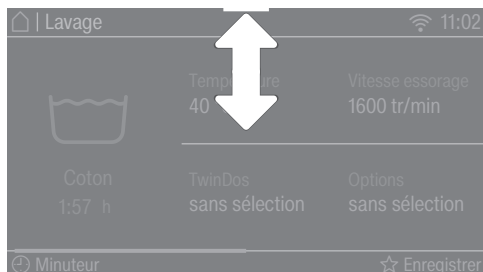 | Lavage
11:02
Température
40
Vitesse essorage
1600 tr/min
Coton
1:57 h
TwinDos
sans sélection
Options
sans sélection
Minuteur
Enregistrer